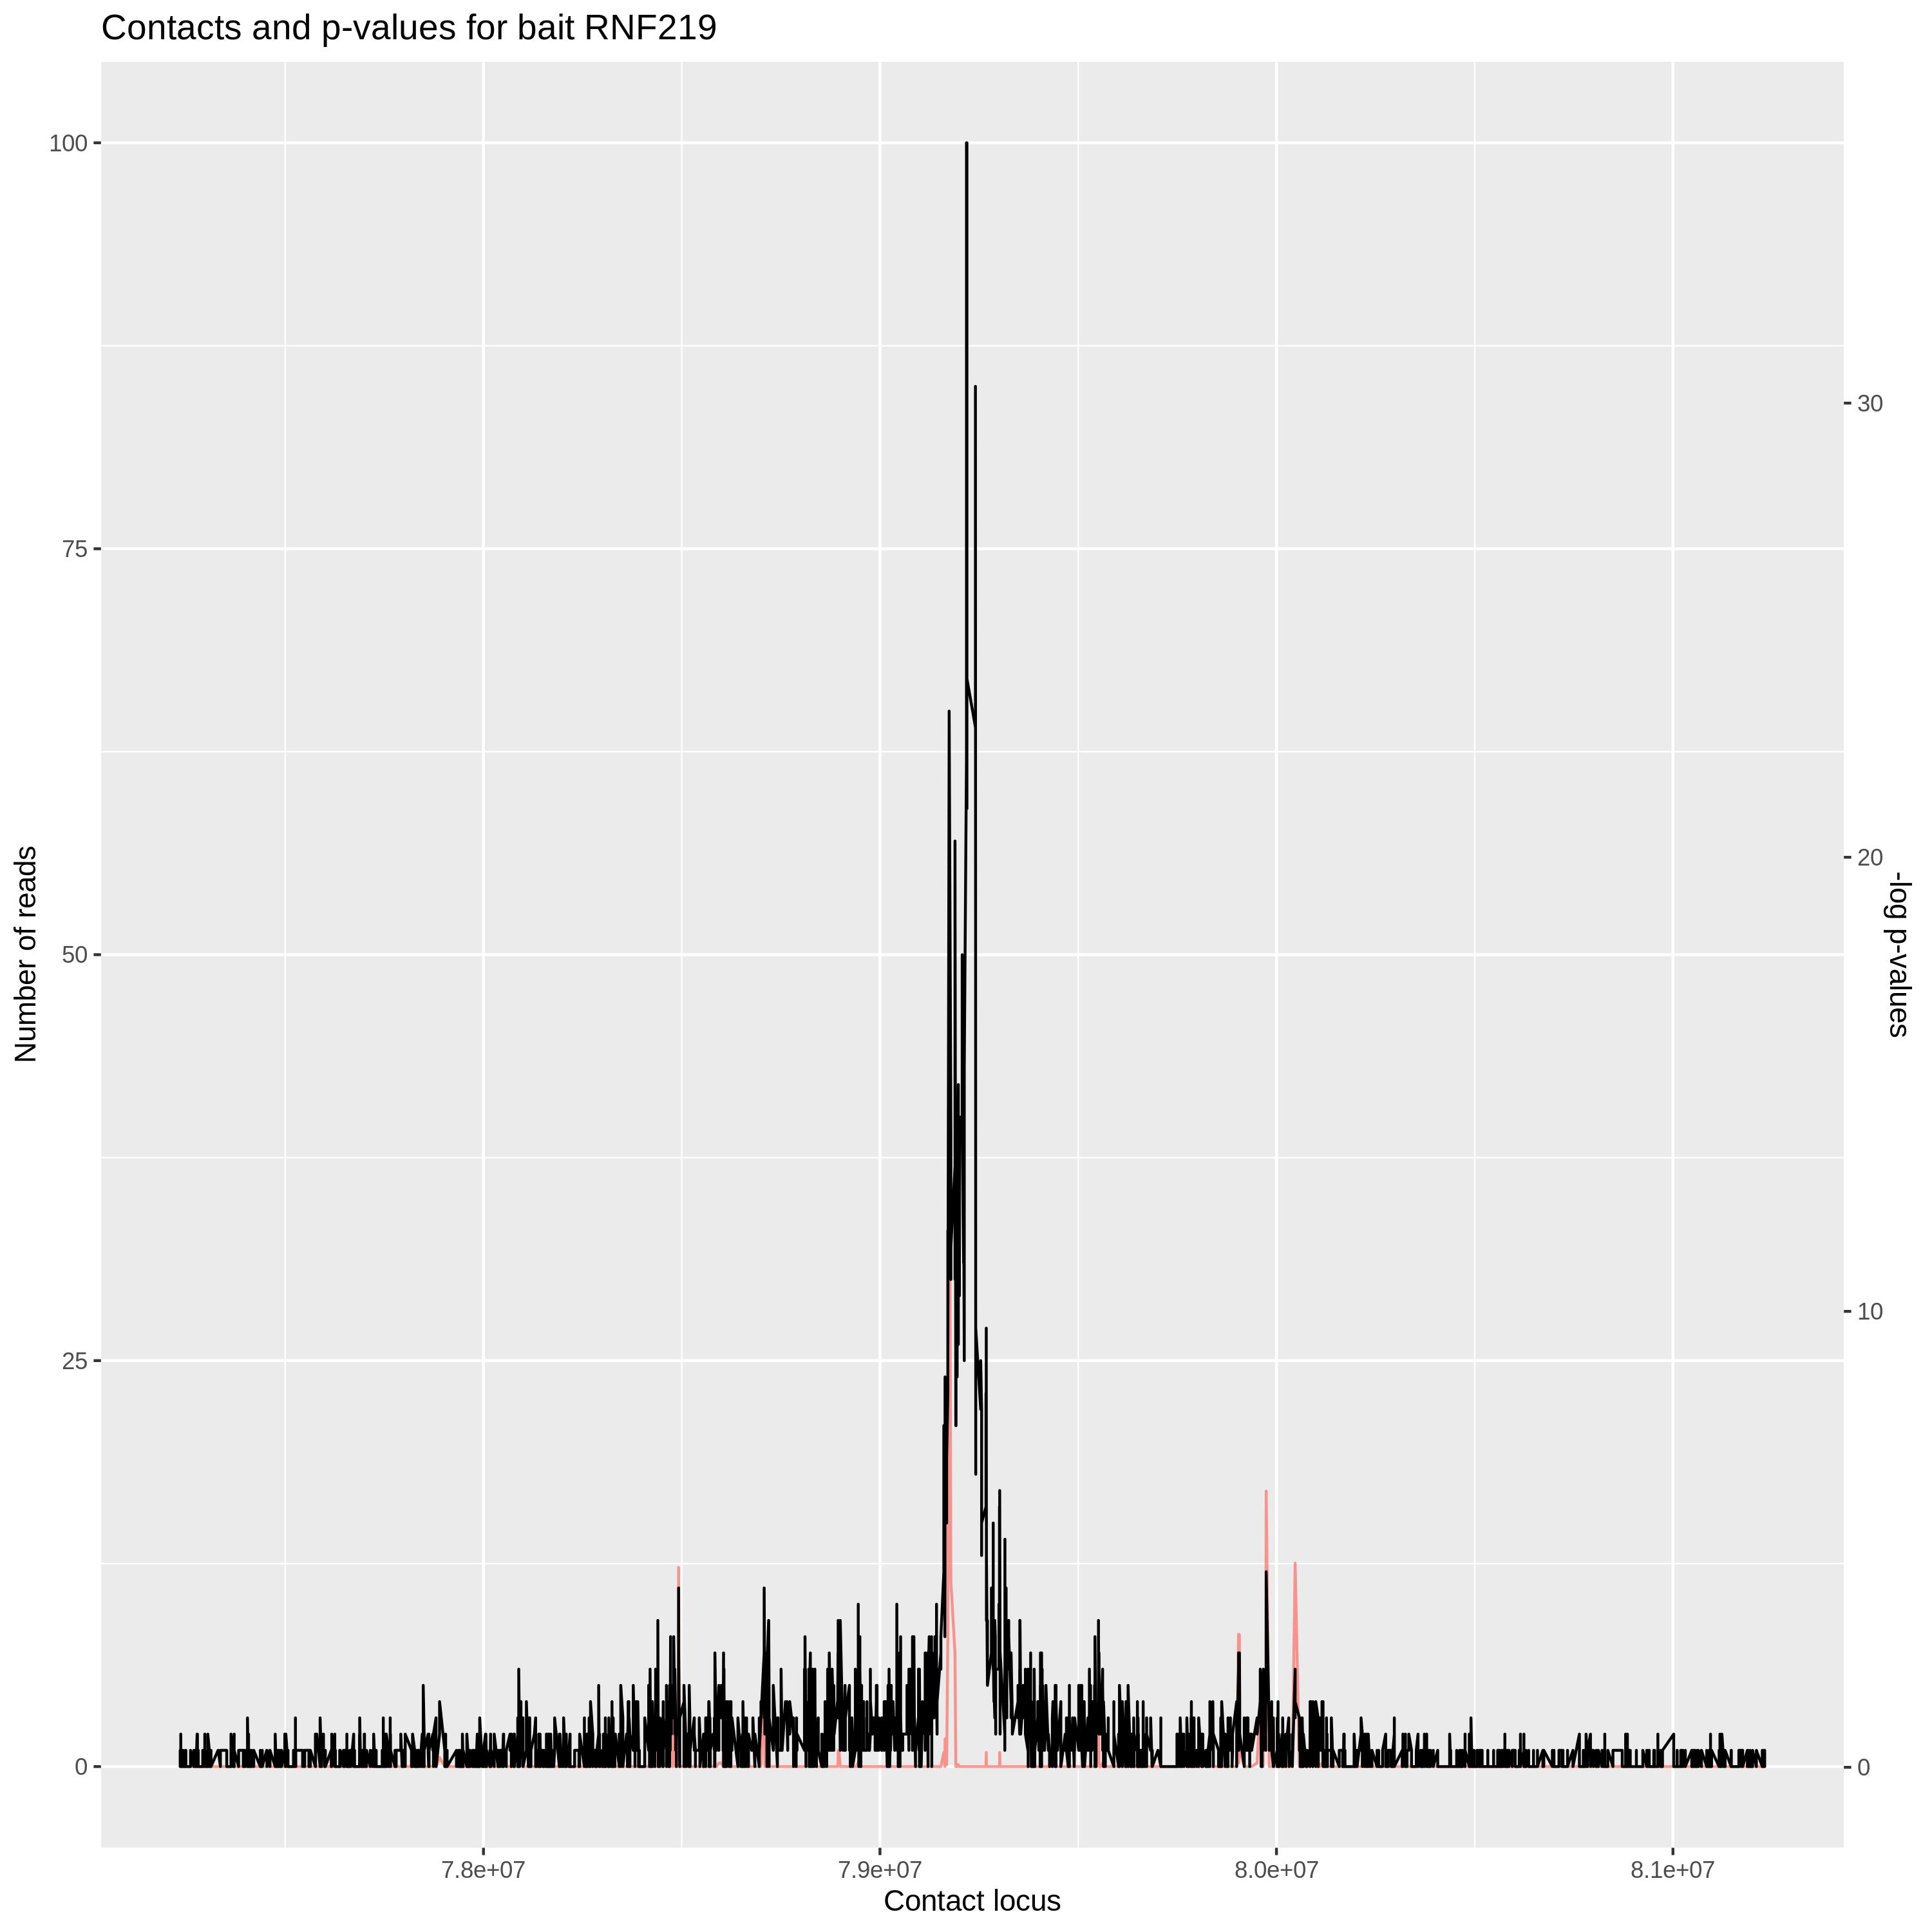 Contacts and p-values for bait RNF219
100
75
50
25
0
Number of reads
30
20
10
0
-log p-values
7.8e+07 7.9e+07 8.0e+07 8.1e+07
Contact locus